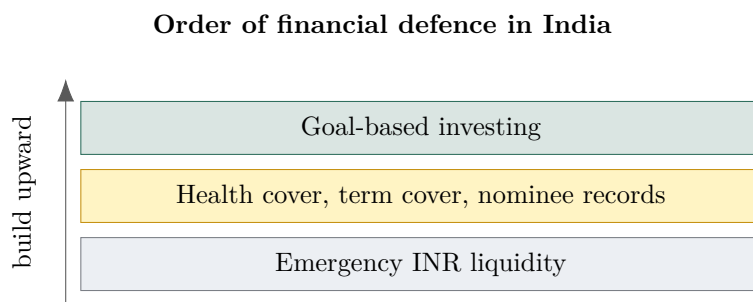 Order of financial defence in India
build upward
Goal-based investing
Health cover, term cover, nominee records
Emergency INR liquidity